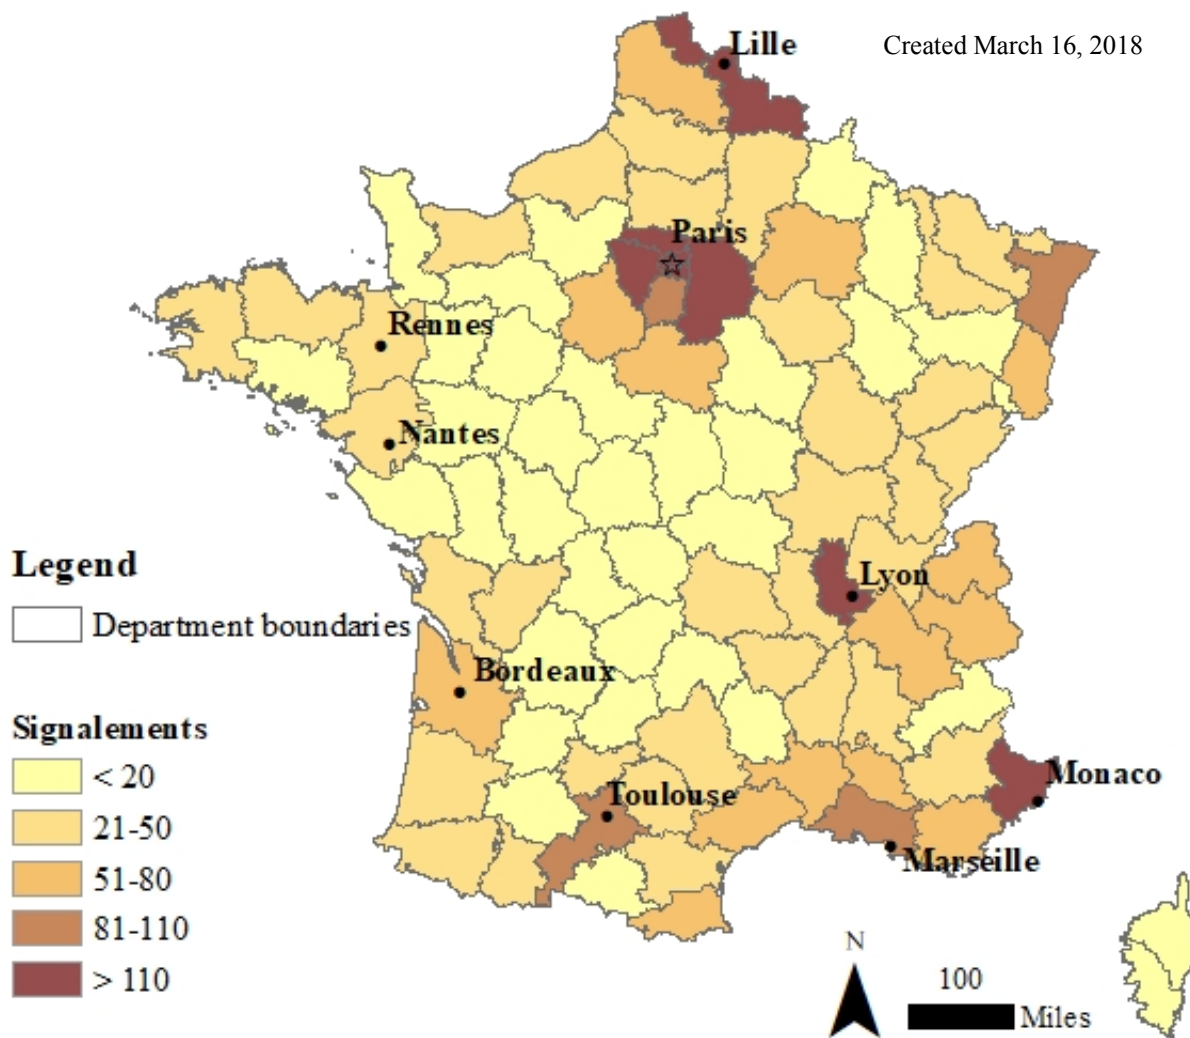 Lille
Created March 16, 2018
Paris
Rennes
Nantes
Lyon
Bordeaux
Toulouse
Monaco
Marseille
Legend
Department boundaries
Signalements
< 20
21-50
51-80
81-110
> 110
N
100
Miles